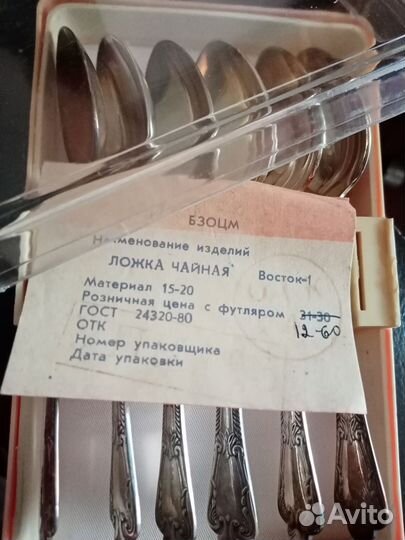 БЗОЦМ
Наименование изделий
ЛОЖКА ЧАЙНАЯ Восток-1
Материал 15-20
Розничная цена с футляром 31-30
12-60
ГОСТ 24320-80
ОТК
Номер упаковщика
Дата упаковки
Avito